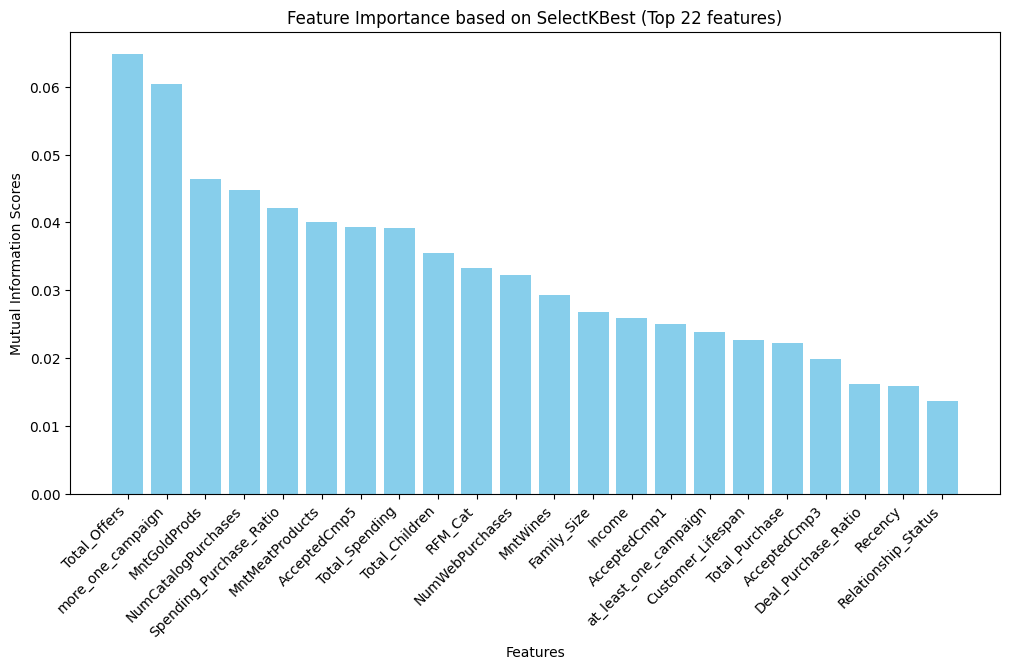 Feature Importance based on SelectKBest (Top 22 features)
Mutual Information Scores
0.06
0.05
0.04
0.03
0.02
0.01
0.00
Total_Offers
more_one_campaign
MntGoldProds
NumCatalogPurchases
Spending_Purchase_Ratio
MntMeatProducts
AcceptedCmp5
Total_Spending
Total_Children
RFM_Cat
NumWebPurchases
MntWines
Family_Size
Income
AcceptedCmp1
at_least_one_campaign
Customer_Lifespan
Total_Purchase
AcceptedCmp3
Deal_Purchase_Ratio
Recency
Relationship_Status
Features